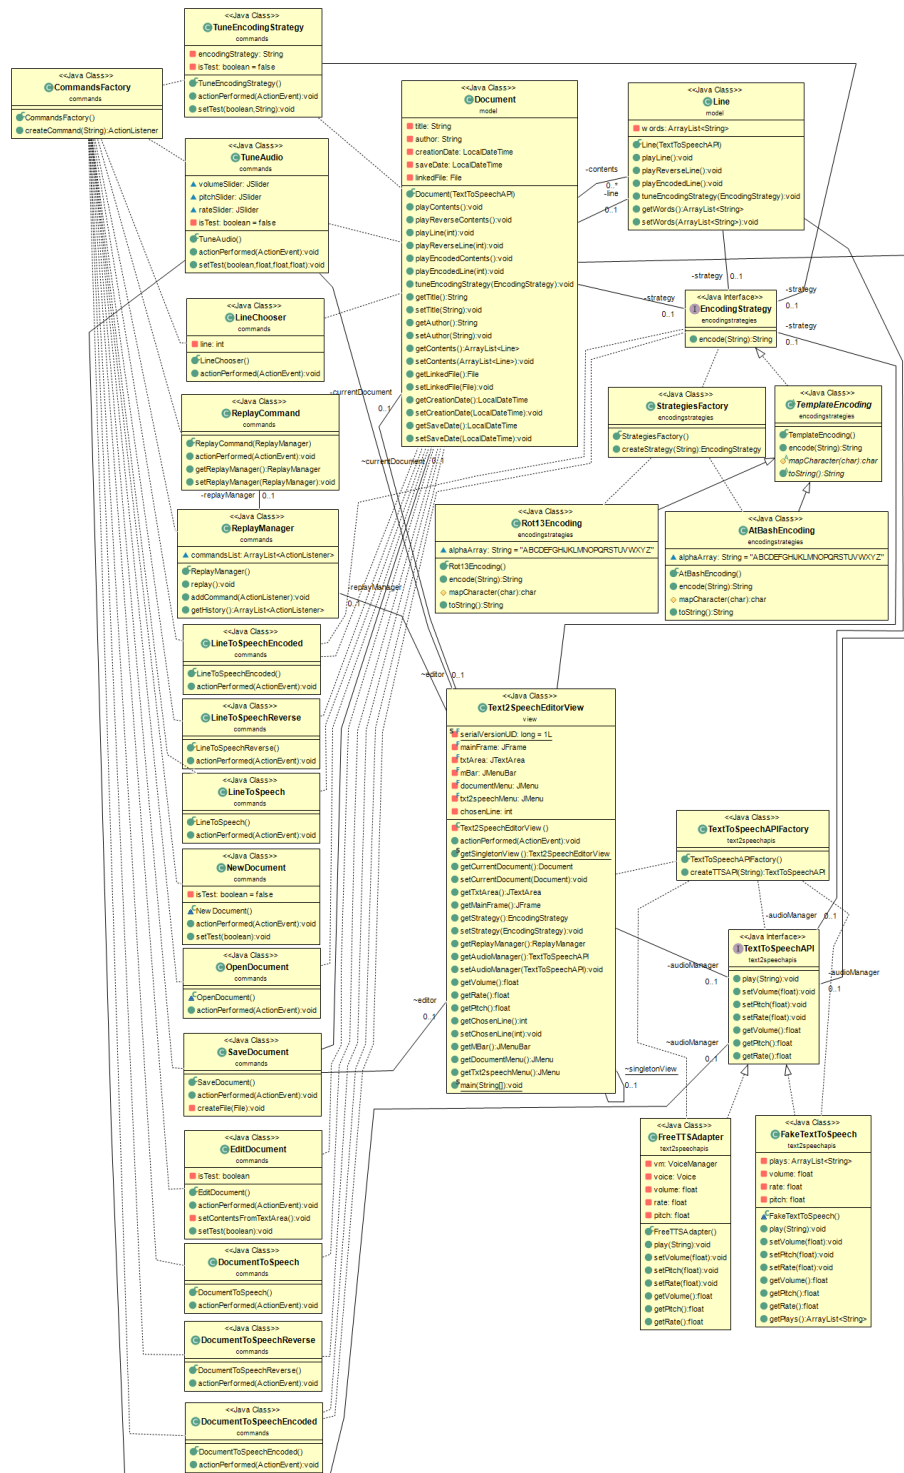 <<Java Class>>
TuneEncodingStrategy
commands
encodingStrategy: String
isTest: boolean = false
TuneEncodingStrategy()
actionPerformed(ActionEvent):void
setTest(boolean,String):void
<<Java Class>>
CommandsFactory
commands
CommandsFactory()
createCommand(String):ActionListener
<<Java Class>>
TuneAudio
commands
volumeSlider: JSlider
pitchSlider: JSlider
rateSlider: JSlider
isTest: boolean = false
TuneAudio()
actionPerformed(ActionEvent):void
setTest(boolean,float,float,float):void
<<Java Class>>
LineChooser
commands
line: int
LineChooser()
actionPerformed(ActionEvent):void
<<Java Class>>
ReplayCommand
commands
ReplayCommand(ReplayManager)
actionPerformed(ActionEvent):void
getReplayManager():ReplayManager
setReplayManager(ReplayManager):void
-replayManager
0..1
<<Java Class>>
ReplayManager
commands
commandsList: ArrayList<ActionListener>
ReplayManager()
replay():void
addCommand(ActionListener):void
getHistory():ArrayList<ActionListener>
-replayManager
0..1
<<Java Class>>
LineToSpeechEncoded
commands
LineToSpeechEncoded()
actionPerformed(ActionEvent):void
<<Java Class>>
LineToSpeechReverse
commands
LineToSpeechReverse()
actionPerformed(ActionEvent):void
<<Java Class>>
LineToSpeech
commands
LineToSpeech()
actionPerformed(ActionEvent):void
<<Java Class>>
NewDocument
commands
isTest: boolean = false
NewDocument()
actionPerformed(ActionEvent):void
setTest(boolean):void
<<Java Class>>
OpenDocument
commands
OpenDocument()
actionPerformed(ActionEvent):void
<<Java Class>>
SaveDocument
commands
SaveDocument()
actionPerformed(ActionEvent):void
createFile(File):void
<<Java Class>>
EditDocument
commands
isTest: boolean
EditDocument()
actionPerformed(ActionEvent):void
setContentsFromTextArea():void
setTest(boolean):void
<<Java Class>>
DocumentToSpeech
commands
DocumentToSpeech()
actionPerformed(ActionEvent):void
<<Java Class>>
DocumentToSpeechReverse
commands
DocumentToSpeechReverse()
actionPerformed(ActionEvent):void
<<Java Class>>
DocumentToSpeechEncoded
commands
DocumentToSpeechEncoded()
actionPerformed(ActionEvent):void
<<Java Class>>
Document
model
title: String
author: String
creationDate: LocalDateTime
saveDate: LocalDateTime
linkedFile: File
Document(TextToSpeechAPI)
playContents():void
playReverseContents():void
playLine(int):void
playReverseLine(int):void
playEncodedContents():void
playEncodedLine(int):void
tuneEncodingStrategy(EncodingStrategy):void
getTitle():String
setTitle(String):void
getAuthor():String
setAuthor(String):void
getContents():ArrayList<Line>
setContents(ArrayList<Line>):void
getLinkedFile():File
setLinkedFile(File):void
getCreationDate():LocalDateTime
setCreationDate(LocalDateTime):void
getSaveDate():LocalDateTime
setSaveDate(LocalDateTime):void
-currentDocument
0..1
~currentDocument
0..1
-contents
0..*
-line
0..1
<<Java Class>>
Line
model
words: ArrayList<String>
Line(TextToSpeechAPI)
playLine():void
playReverseLine():void
playEncodedLine():void
tuneEncodingStrategy(EncodingStrategy):void
getWords():ArrayList<String>
setWords(ArrayList<String>):void
-strategy
0..1
-strategy
0..1
-strategy
0..1
-strategy
0..1
<<Java Interface>>
EncodingStrategy
encodingstrategies
encode(String):String
<<Java Class>>
StrategiesFactory
encodingstrategies
StrategiesFactory()
createStrategy(String):EncodingStrategy
<<Java Class>>
TemplateEncoding
encodingstrategies
TemplateEncoding()
encode(String):String
mapCharacter(char):char
toString():String
<<Java Class>>
Rot13Encoding
encodingstrategies
alphaArray: String = "ABCDEFGHIJKLMNOPQRSTUVWXYZ"
Rot13Encoding()
encode(String):String
mapCharacter(char):char
toString():String
<<Java Class>>
AtBashEncoding
encodingstrategies
alphaArray: String = "ABCDEFGHIJKLMNOPQRSTUVWXYZ"
AtBashEncoding()
encode(String):String
mapCharacter(char):char
toString():String
~editor
0..1
~editor
0..1
<<Java Class>>
Text2SpeechEditorView
view
serialVersionUID: long = 1L
mainFrame: JFrame
txtArea: JTextArea
mBar: JMenuBar
documentMenu: JMenu
txt2speechMenu: JMenu
chosenLine: int
Text2SpeechEditorView()
actionPerformed(ActionEvent):void
getSingletonView():Text2SpeechEditorView
getCurrentDocument():Document
setCurrentDocument(Document):void
getTxtArea():JTextArea
getMainFrame():JFrame
getStrategy():EncodingStrategy
setStrategy(EncodingStrategy):void
getReplayManager():ReplayManager
getAudioManager():TextToSpeechAPI
setAudioManager(TextToSpeechAPI):void
getVolume():float
getRate():float
getPitch():float
getChosenLine():int
setChosenLine(int):void
getMBar():JMenuBar
getDocumentMenu():JMenu
getTxt2speechMenu():JMenu
main(String[]):void
~singletonView
0..1
<<Java Class>>
TextToSpeechAPIFactory
text2speechapis
TextToSpeechAPIFactory()
createTTSAPI(String):TextToSpeechAPI
-audioManager
0..1
-audioManager
0..1
-audioManager
0..1
~audioManager
0..1
<<Java Interface>>
TextToSpeechAPI
text2speechapis
play(String):void
setVolume(float):void
setPitch(float):void
setRate(float):void
getVolume():float
getPitch():float
getRate():float
<<Java Class>>
FreeTTSAdapter
text2speechapis
vm: VoiceManager
voice: Voice
volume: float
rate: float
pitch: float
FreeTTSAdapter()
play(String):void
setVolume(float):void
setPitch(float):void
setRate(float):void
getVolume():float
getPitch():float
getRate():float
<<Java Class>>
FakeTextToSpeech
text2speechapis
plays: ArrayList<String>
volume: float
rate: float
pitch: float
FakeTextToSpeech()
play(String):void
setVolume(float):void
setPitch(float):void
setRate(float):void
getVolume():float
getPitch():float
getRate():float
getPlays():ArrayList<String>